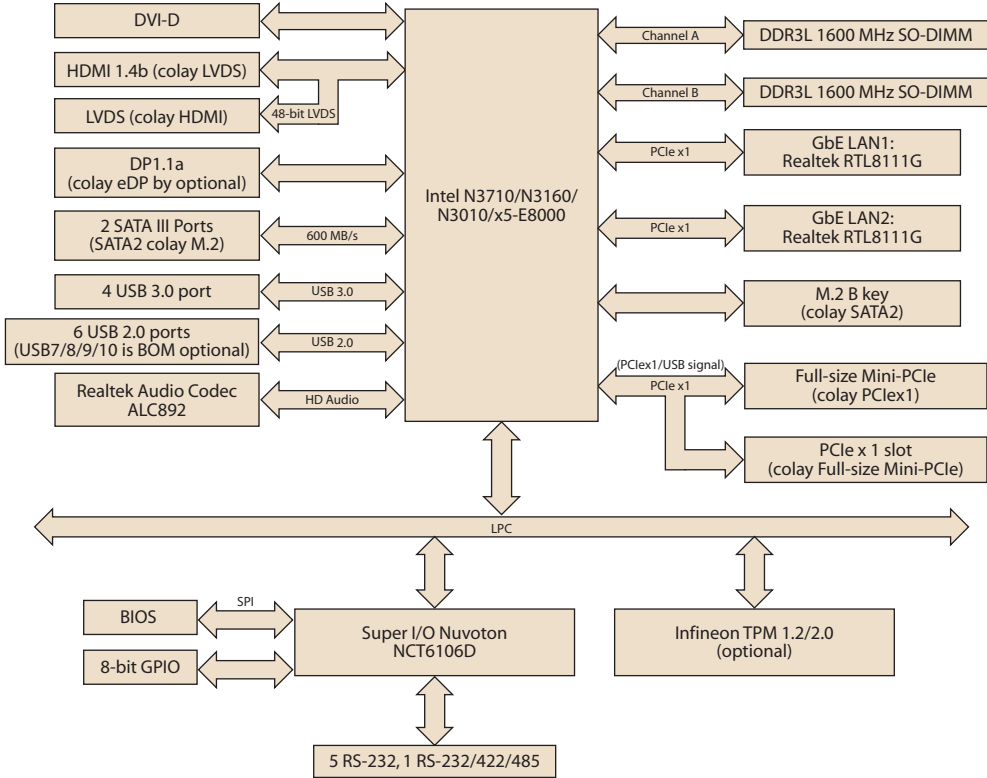 DVI-D
HDMI 1.4b (colay LVDS)
48-bit LVDS
LVDS (colay HDMI)
DP1.1a
(colay eDP by optional)
2 SATA III Ports
(SATA2 colay M.2)
600 MB/s
4 USB 3.0 port
USB 3.0
6 USB 2.0 ports
(USB7/8/9/10 is BOM optional)
USB 2.0
Realtek Audio Codec
ALC892
HD Audio
Intel N3710/N3160/
N3010/x5-E8000
Channel A
DDR3L 1600 MHz SO-DIMM
Channel B
DDR3L 1600 MHz SO-DIMM
PCIe x1
GbE LAN1:
Realtek RTL8111G
PCIe x1
GbE LAN2:
Realtek RTL8111G
M.2 B key
(colay SATA2)
(PCIex1/USB signal)
PCIe x1
Full-size Mini-PCIe
(colay PCIex1)
PCIe x 1 slot
(colay Full-size Mini-PCIe)
LPC
BIOS
SPI
8-bit GPIO
Super I/O Nuvoton
NCT6106D
Infineon TPM 1.2/2.0
(optional)
5 RS-232, 1 RS-232/422/485